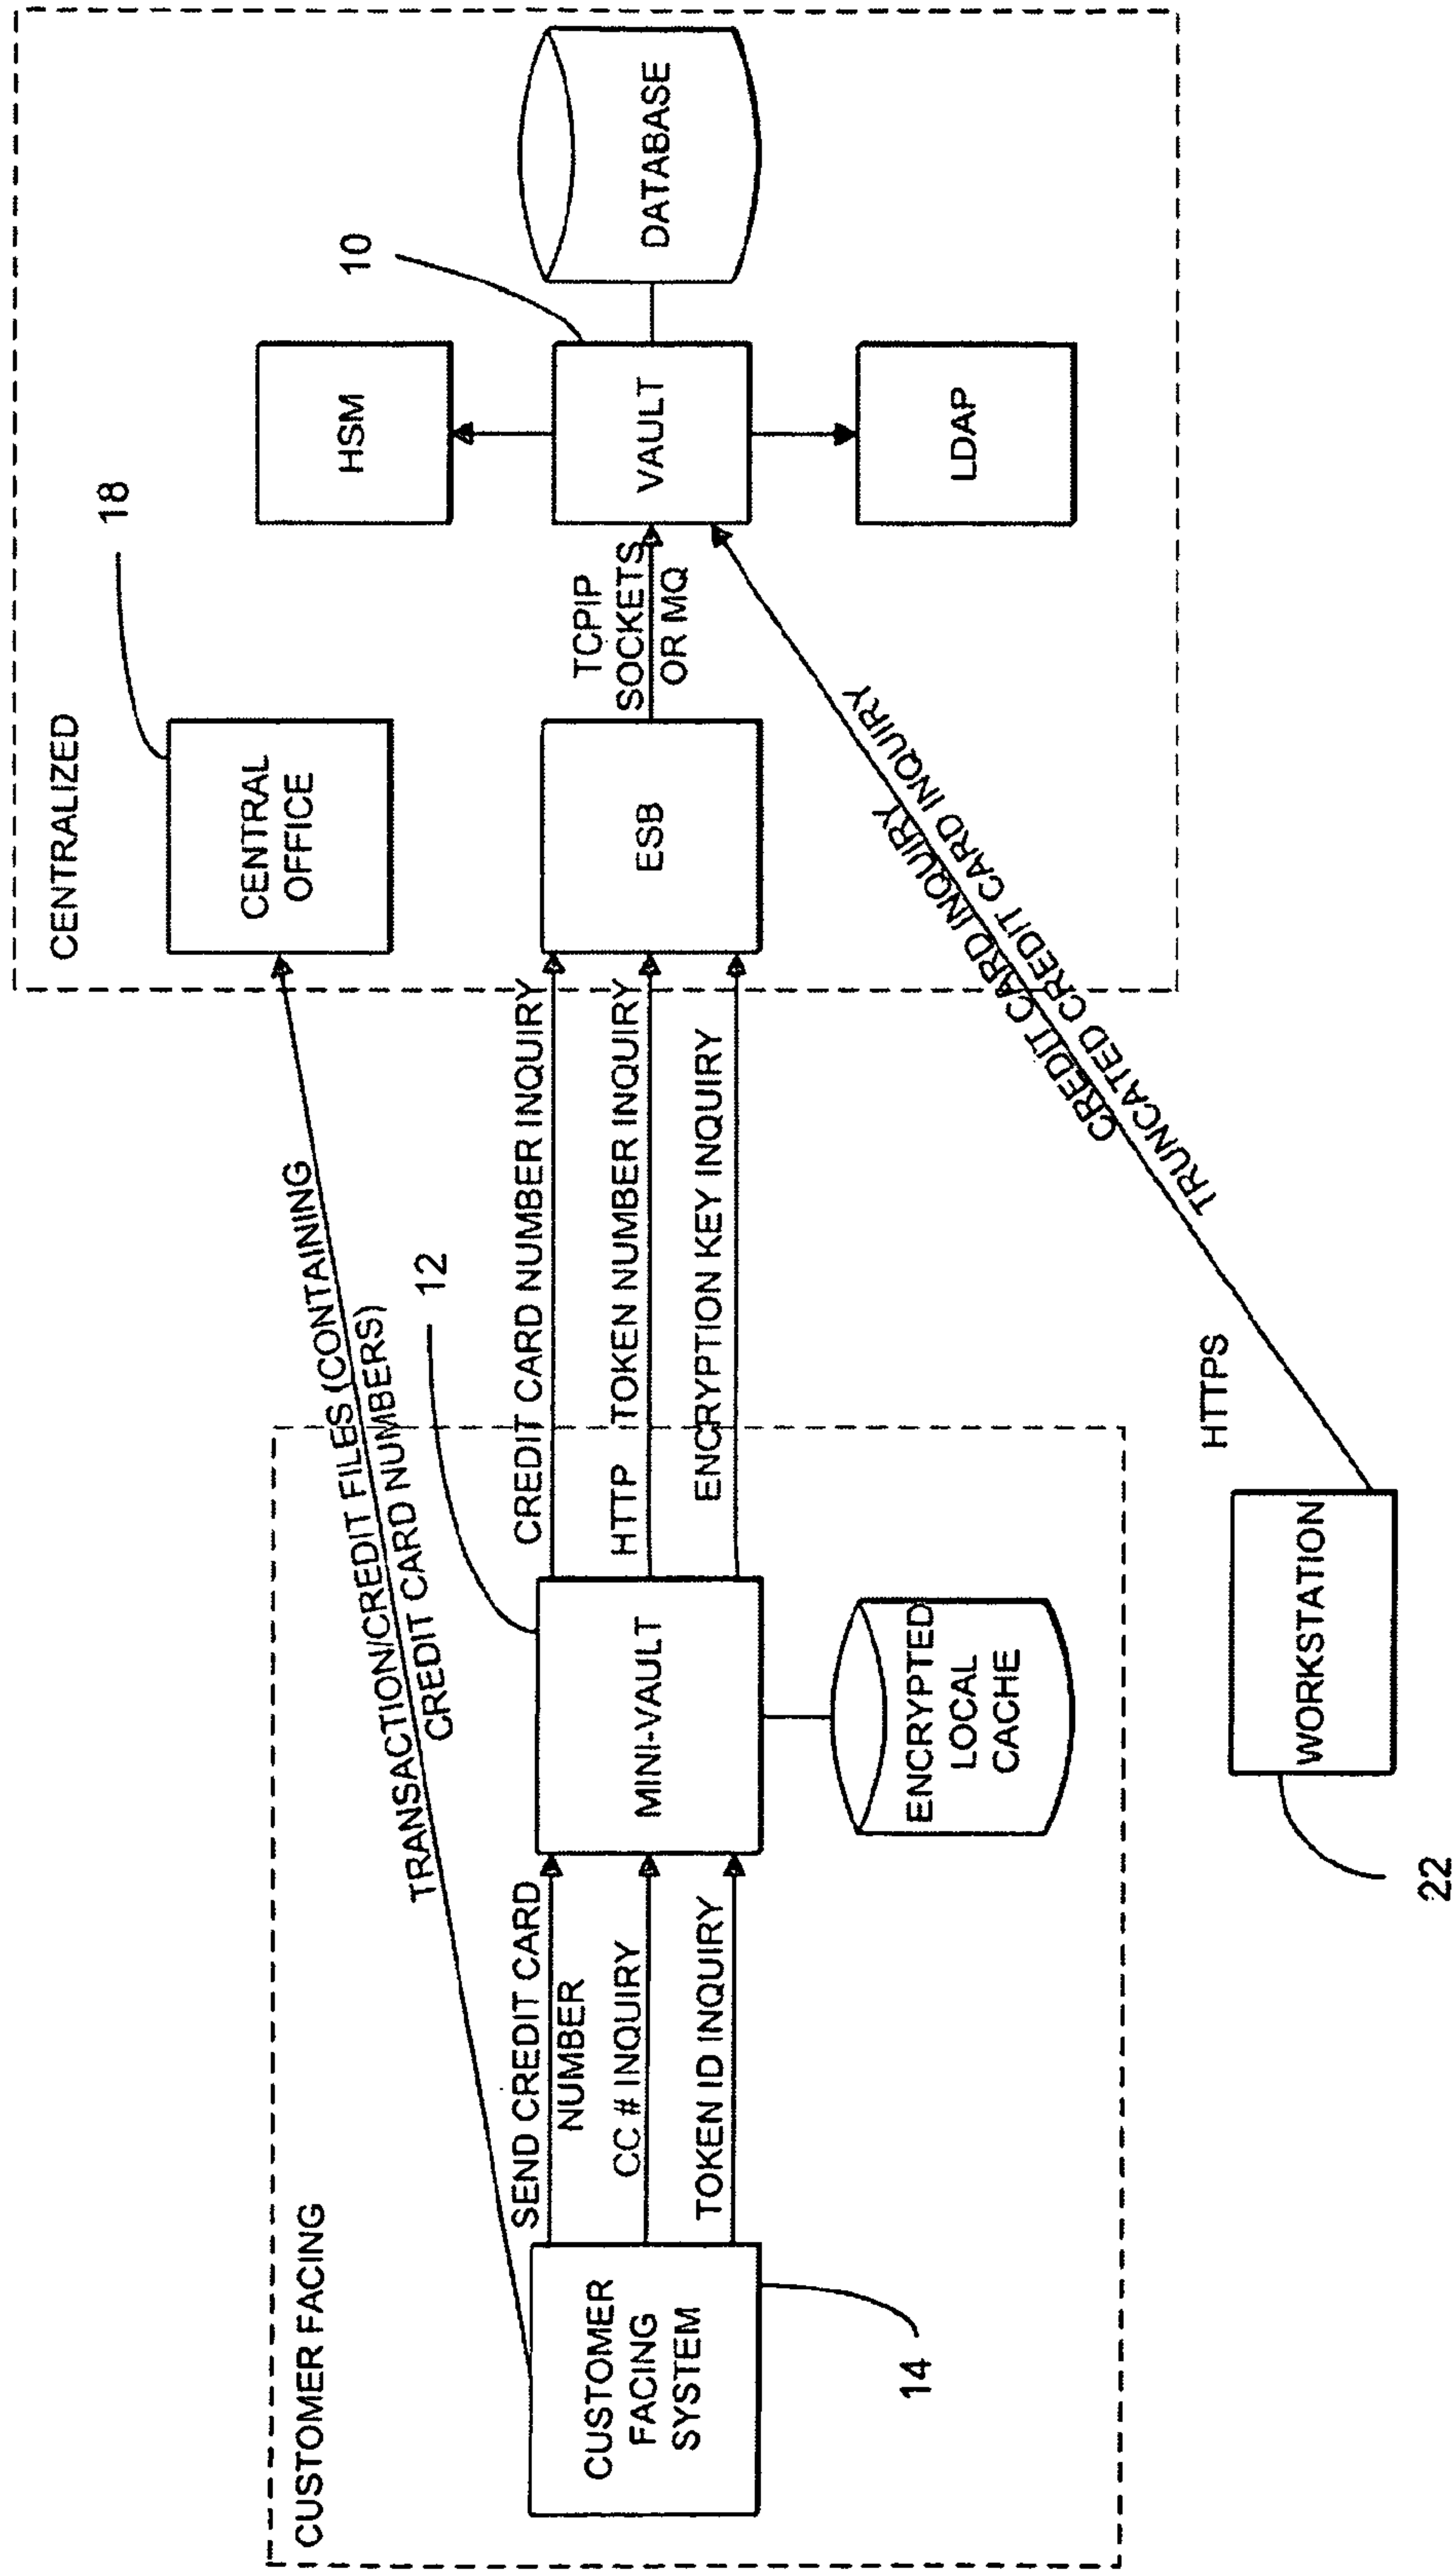 CUSTOMER FACING
CUSTOMER
FACING
SYSTEM
14
SEND CREDIT CARD
NUMBER
CC # INQUIRY
TOKEN ID INQUIRY
TRANSACTION/CREDIT FILES (CONTAINING
CREDIT CARD NUMBERS)
12
MINI-VAULT
ENCRYPTED
LOCAL
CACHE
CREDIT CARD NUMBER INQUIRY
HTTP
TOKEN NUMBER INQUIRY
ENCRYPTION KEY INQUIRY
CENTRALIZED
18
CENTRAL
OFFICE
ESB
TCPIP
SOCKETS
OR MQ
10
HSM
VAULT
LDAP
DATABASE
22
WORKSTATION
HTTPS
CREDIT CARD INQUIRY
TRUNCATED CREDIT CARD INQUIRY